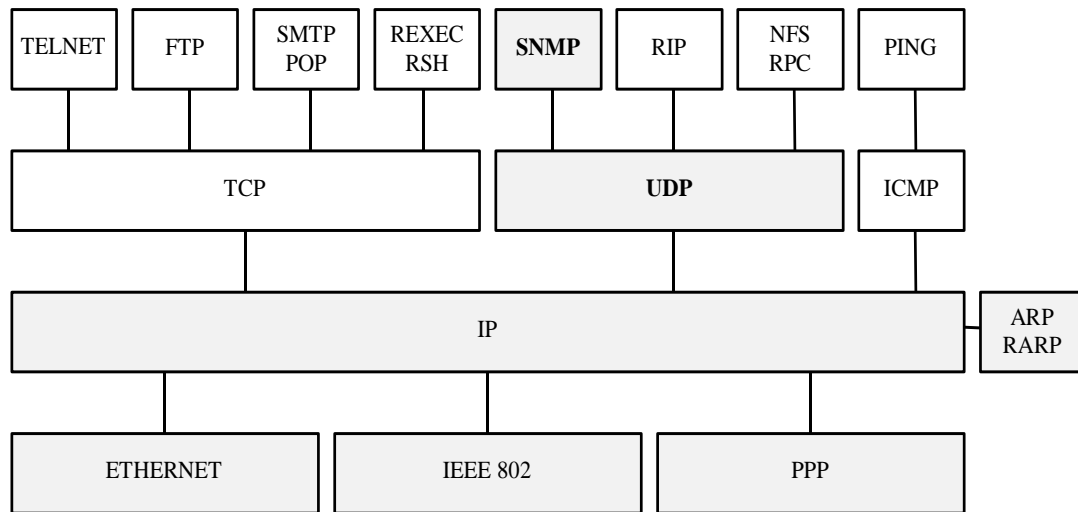 TELNET
FTP
SMTP
POP
REXEC
RSH
SNMP
RIP
NFS
RPC
PING
TCP
UDP
ICMP
IP
ARP
RARP
ETHERNET
IEEE 802
PPP